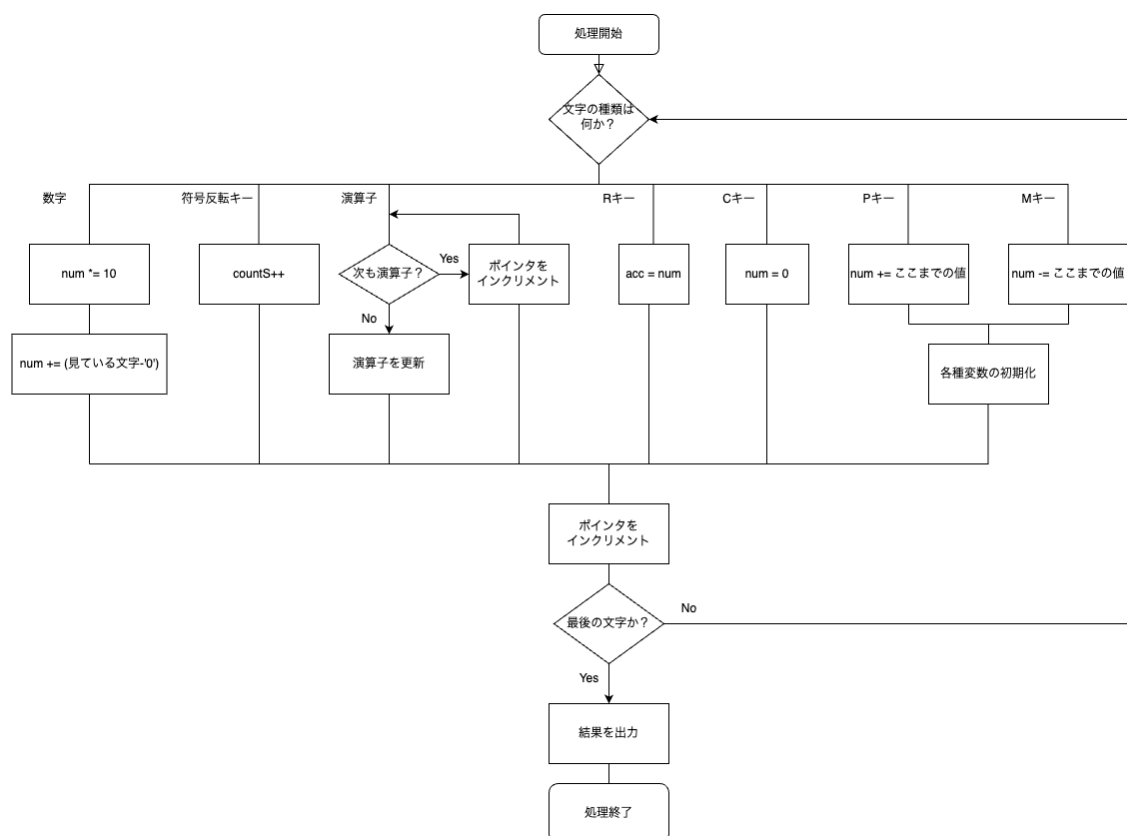 処理開始
文字の種類は
何か？
数字
符号反転キー
演算子
Rキー
Cキー
Pキー
Mキー
num *= 10
countS++
次も演算子？
Yes
ポインタを
インクリメント
acc = num
num = 0
num += ここまでの値
num -= ここまでの値
No
num += (見ている文字-'0')
演算子を更新
各種変数の初期化
ポインタを
インクリメント
最後の文字か？
No
Yes
結果を出力
処理終了